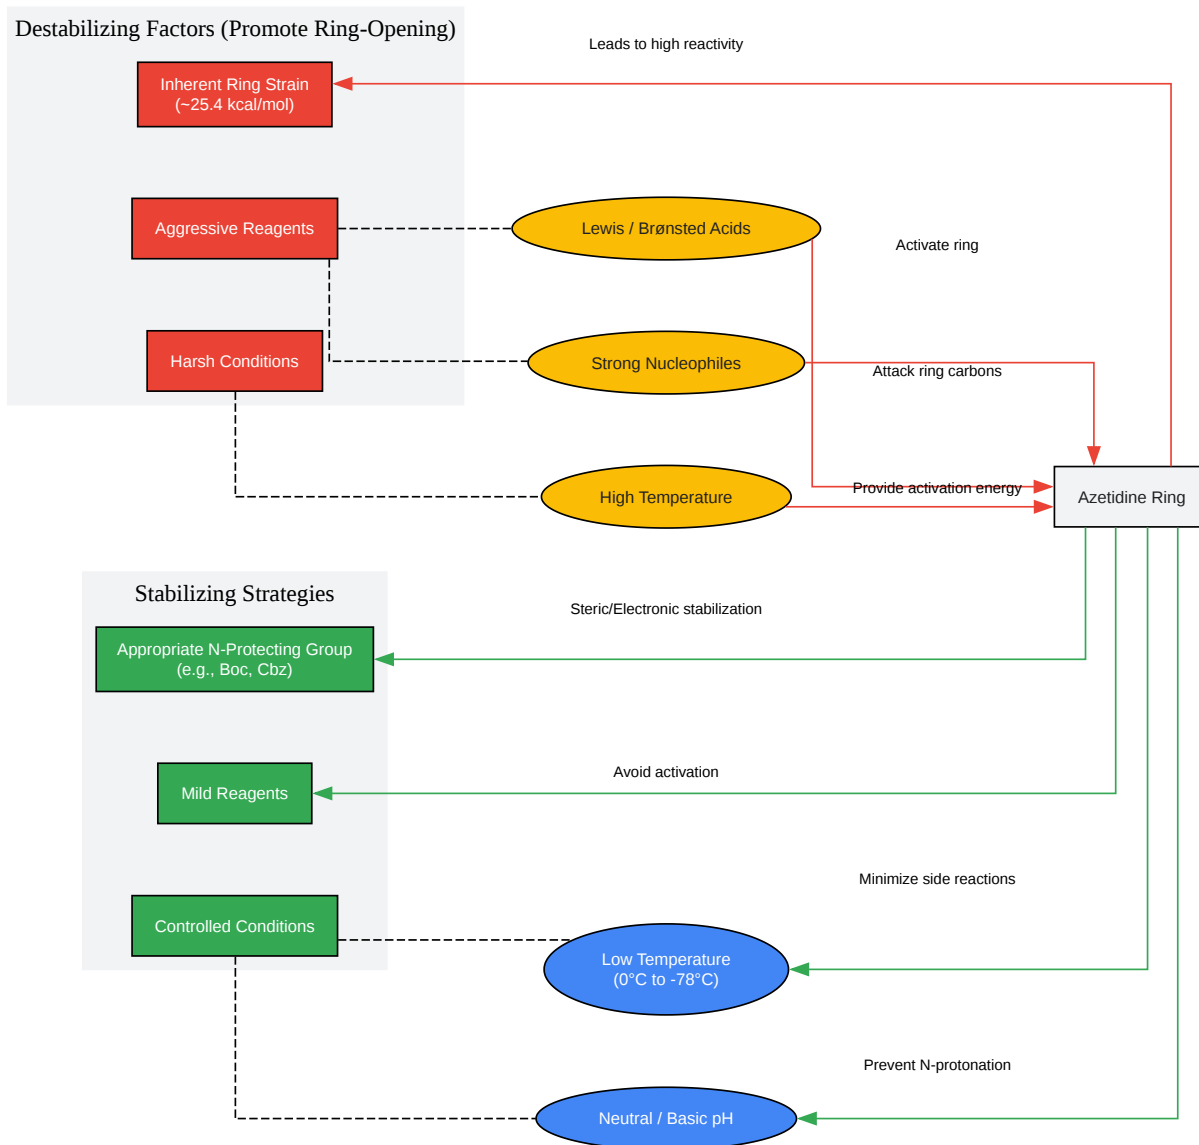 Destabilizing Factors (Promote Ring-Opening)
Leads to high reactivity
Inherent Ring Strain
(~25.4 kcal/mol)
Aggressive Reagents
Lewis / Brønsted Acids
Activate ring
Harsh Conditions
Strong Nucleophiles
Attack ring carbons
High Temperature
Provide activation energy
Azetidine Ring
Stabilizing Strategies
Steric/Electronic stabilization
Appropriate N-Protecting Group
(e.g., Boc, Cbz)
Avoid activation
Mild Reagents
Minimize side reactions
Controlled Conditions
Low Temperature
(0°C to -78°C)
Prevent N-protonation
Neutral / Basic pH